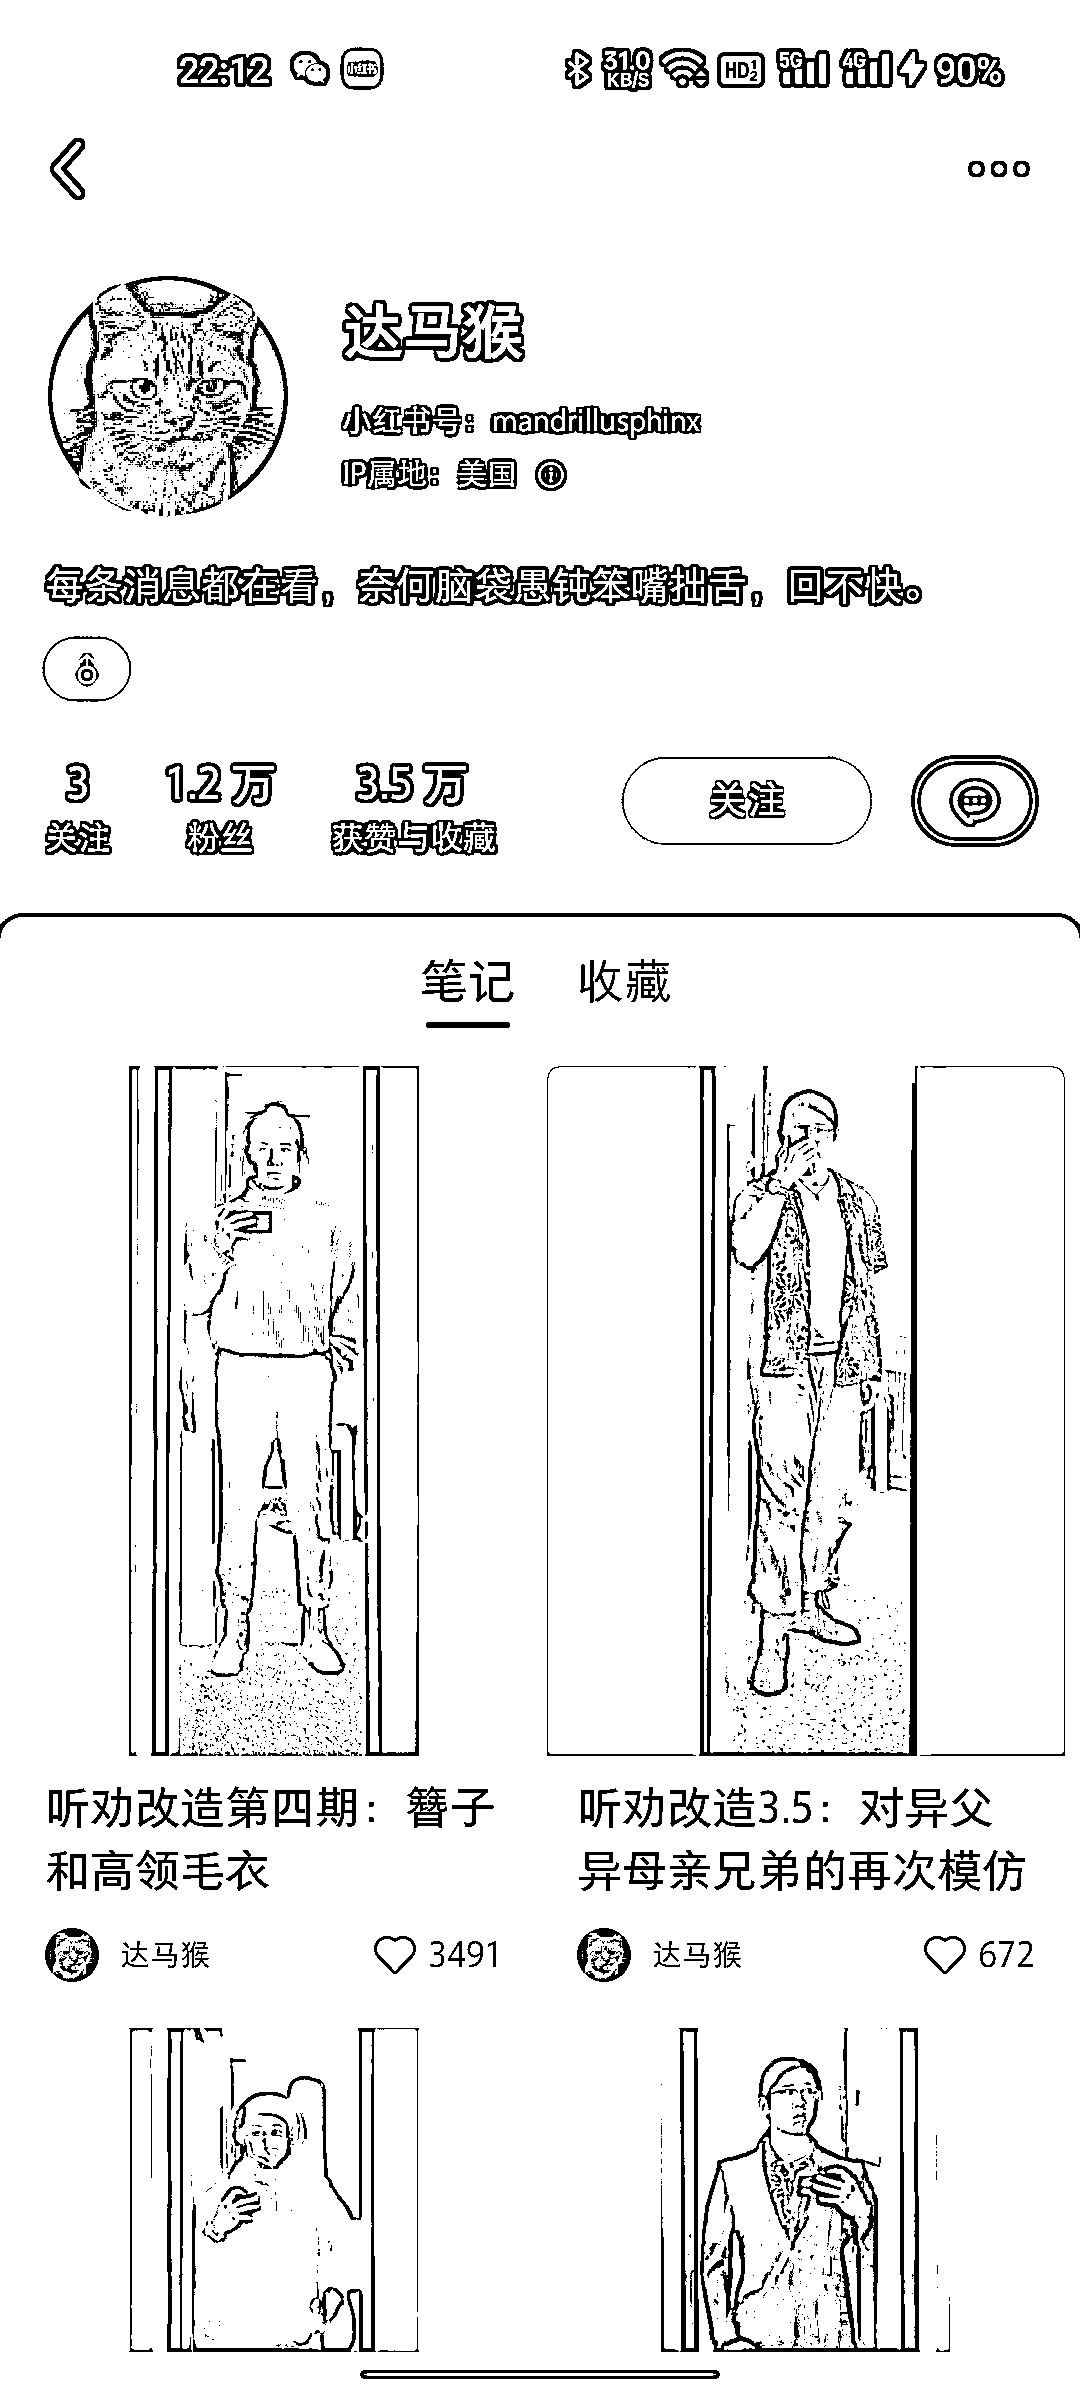 22:12 小红书 31.0 KB/S HD 1 2 5G 4G 90%
达马猴
小红书号：mandrillusphinx
IP属地：美国
每条消息都在看，奈何脑袋愚钝笨嘴拙舌，回不快。
3 1.2万 3.5万
关注 粉丝 获赞与收藏 关注
笔记 收藏
听劝改造第四期：簪子
和高领毛衣
达马猴 3491
听劝改造3.5：对异父
异母亲兄弟的再次模仿
达马猴 672